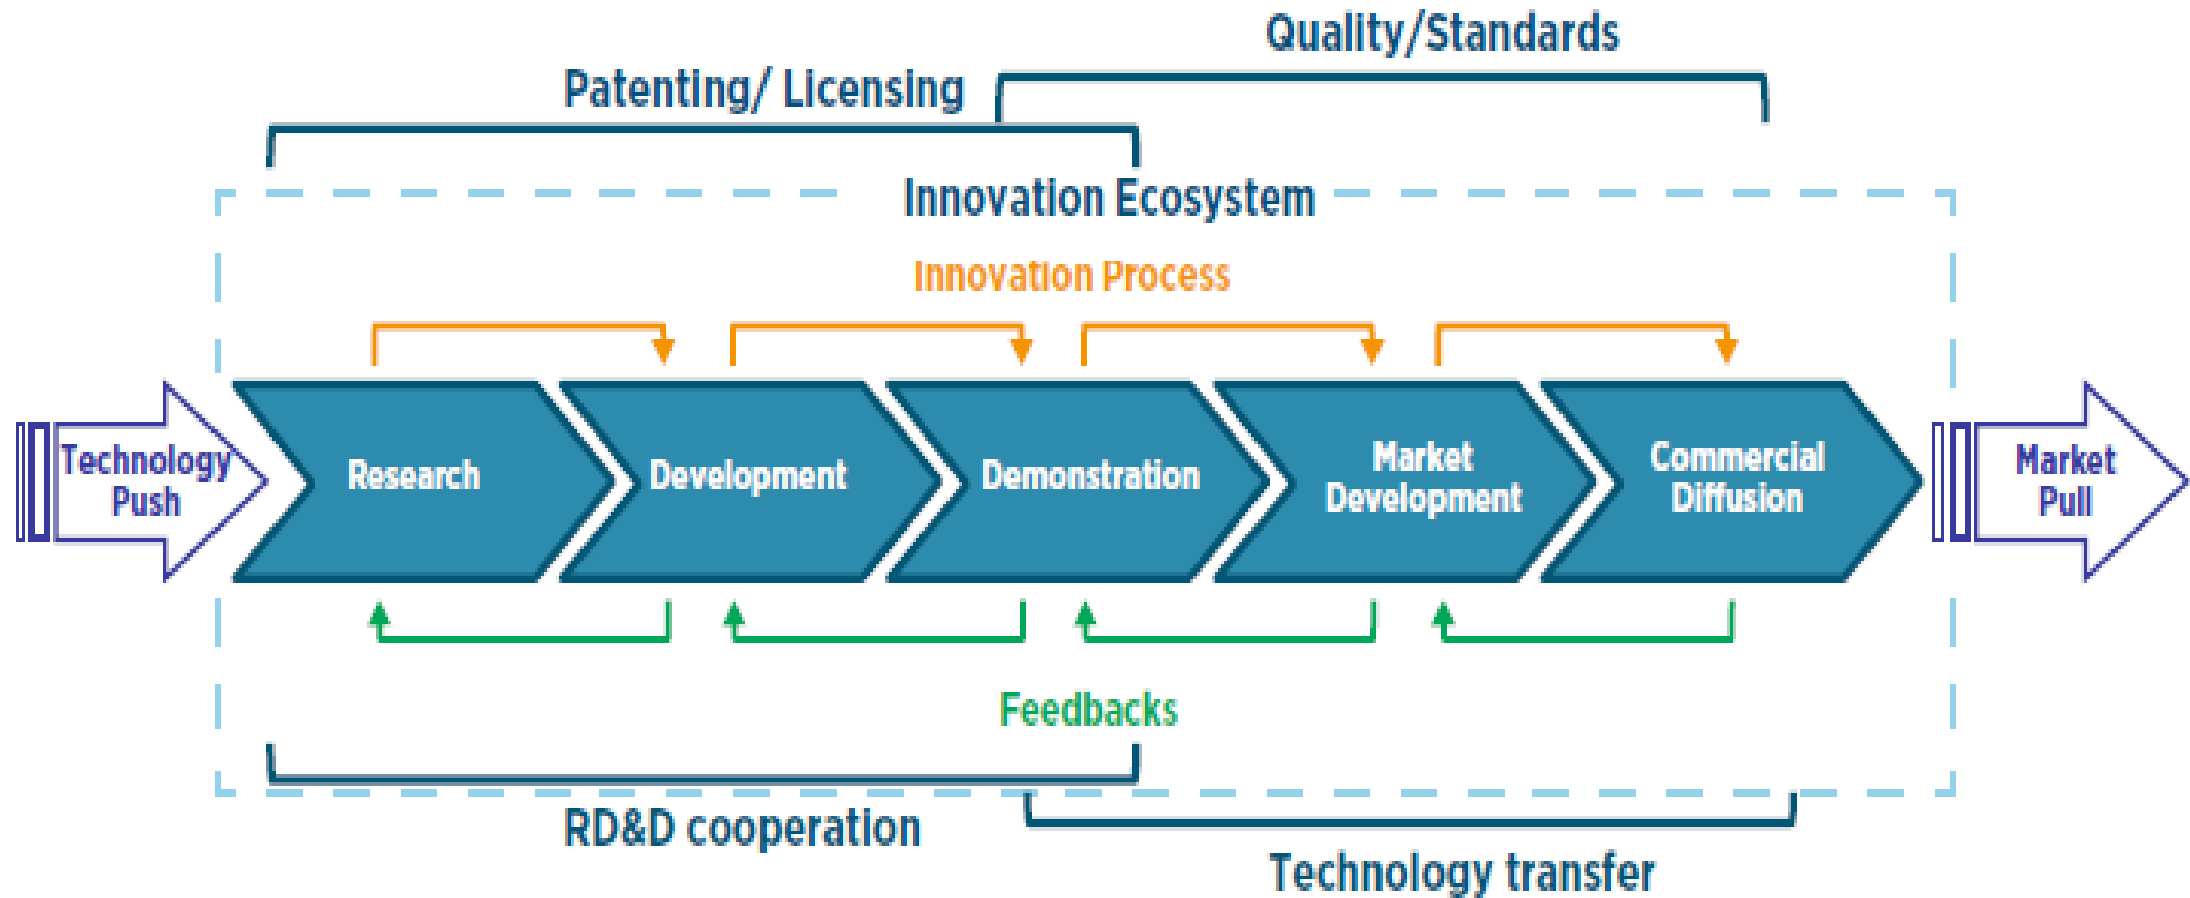 Quality/Standards
Patenting/ Licensing
Innovation Ecosystem
Innovation Process
Technology
Push
Research
Development
Demonstration
Market
Development
Commercial
Diffusion
Market
Pull
Feedbacks
RD&D cooperation
Technology transfer